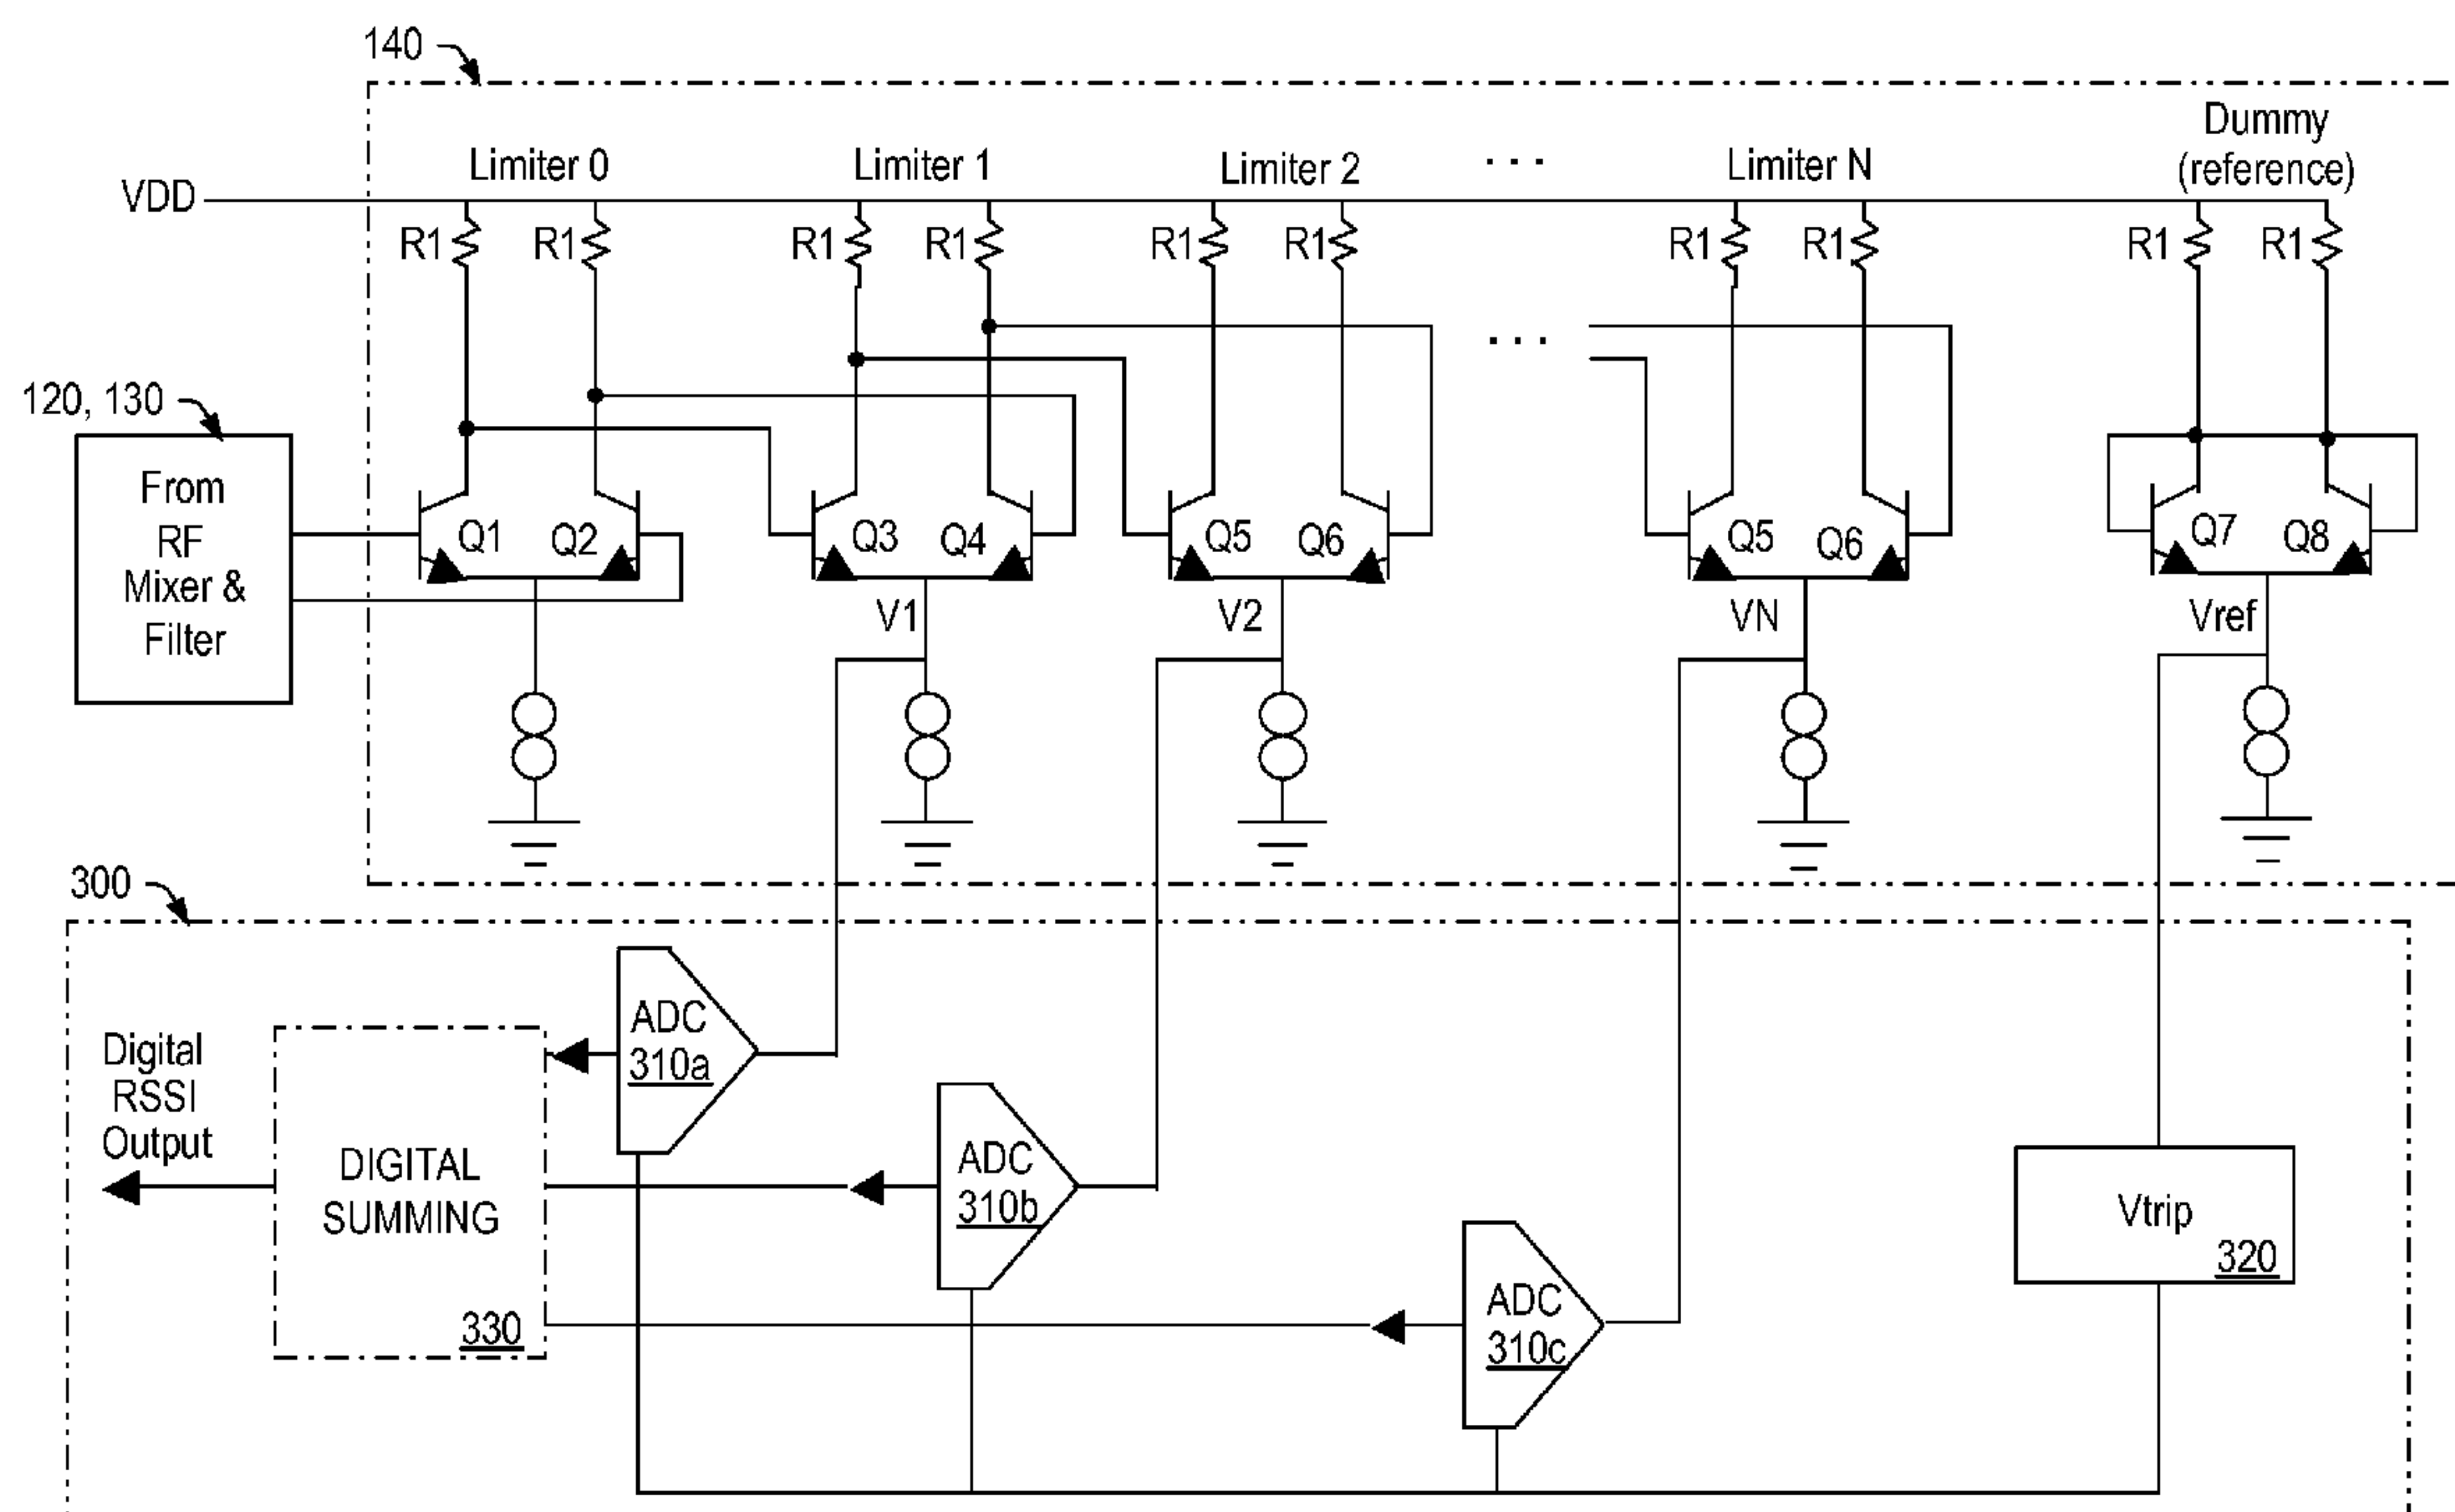 140
Dummy
(reference)
Limiter 0
Limiter 1
Limiter 2
...
Limiter N
VDD
R1
R1
R1
R1
R1
R1
R1
R1
R1
R1
...
120, 130
From
RF
Mixer &
Filter
Q1
Q2
Q3
Q4
Q5
Q6
Q5
Q6
Q7
Q8
V1
V2
VN
Vref
300
ADC
310a
Digital
RSSI
Output
DIGITAL
SUMMING
330
ADC
310b
ADC
310c
Vtrip
320